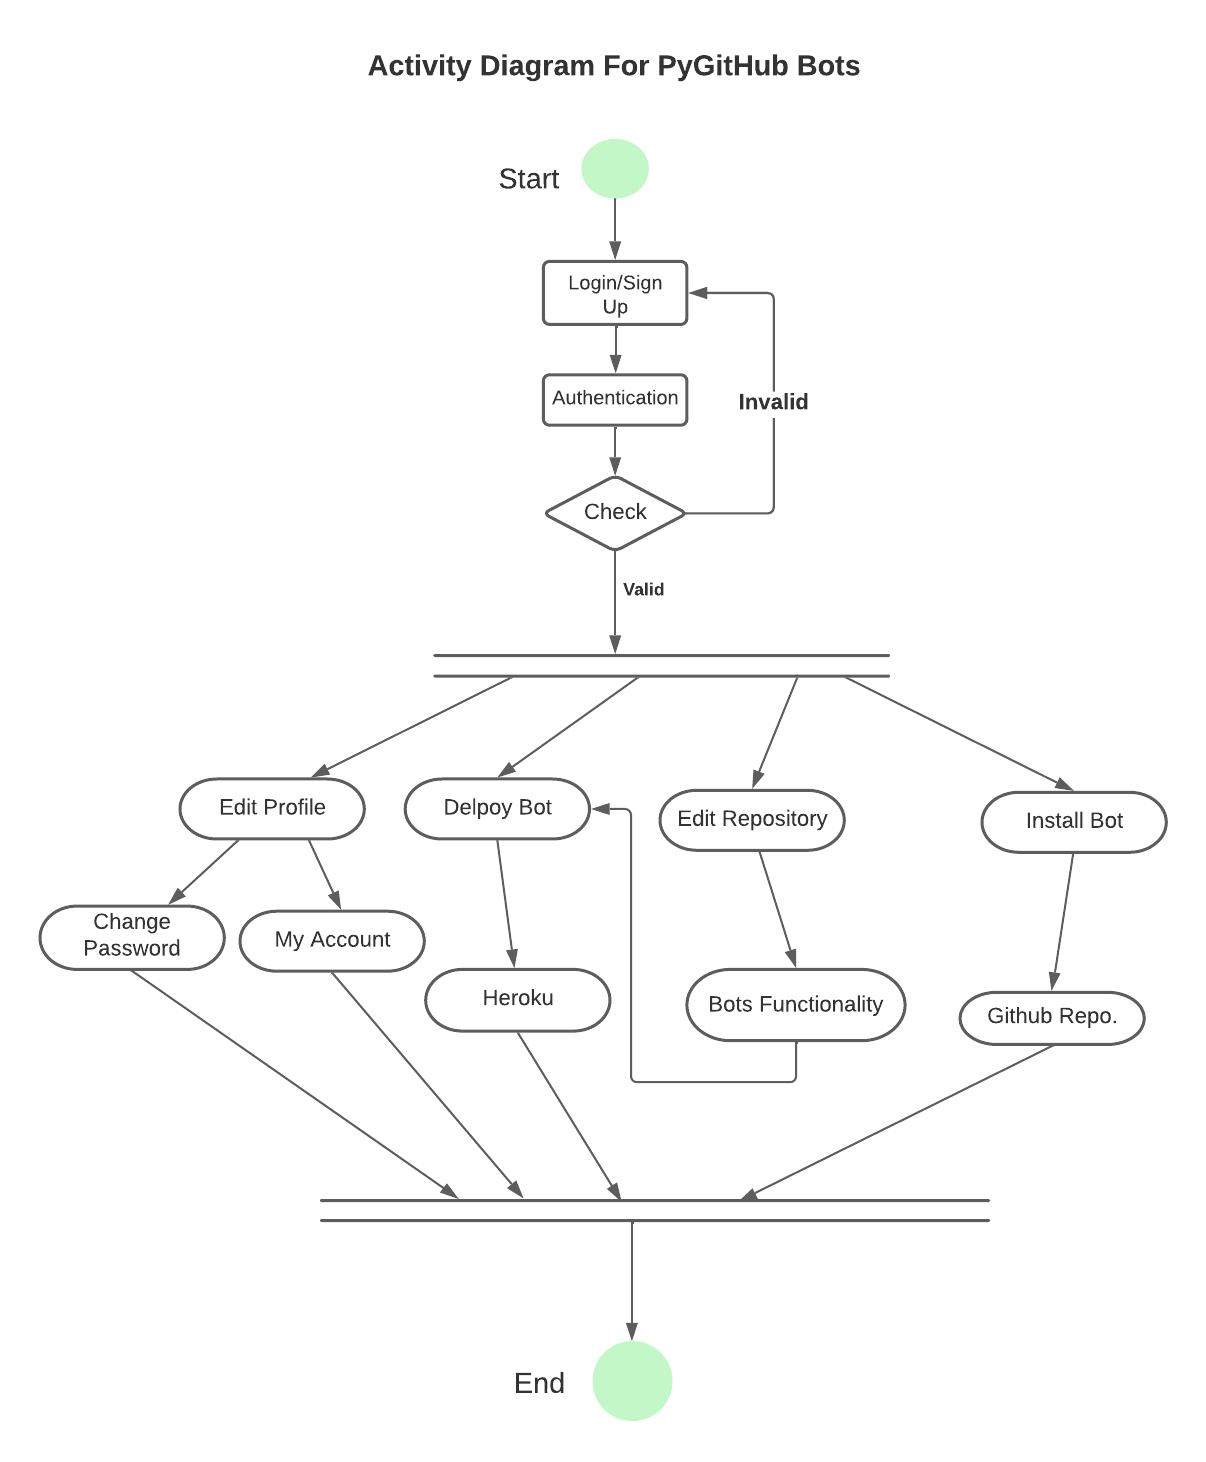 Activity Diagram For PyGitHub Bots
Start
Login/Sign
Up
Authentication
Invalid
Check
Valid
Edit Profile
Delpoy Bot
Edit Repository
Install Bot
Change
Password
My Account
Heroku
Bots Functionality
Github Repo.
End